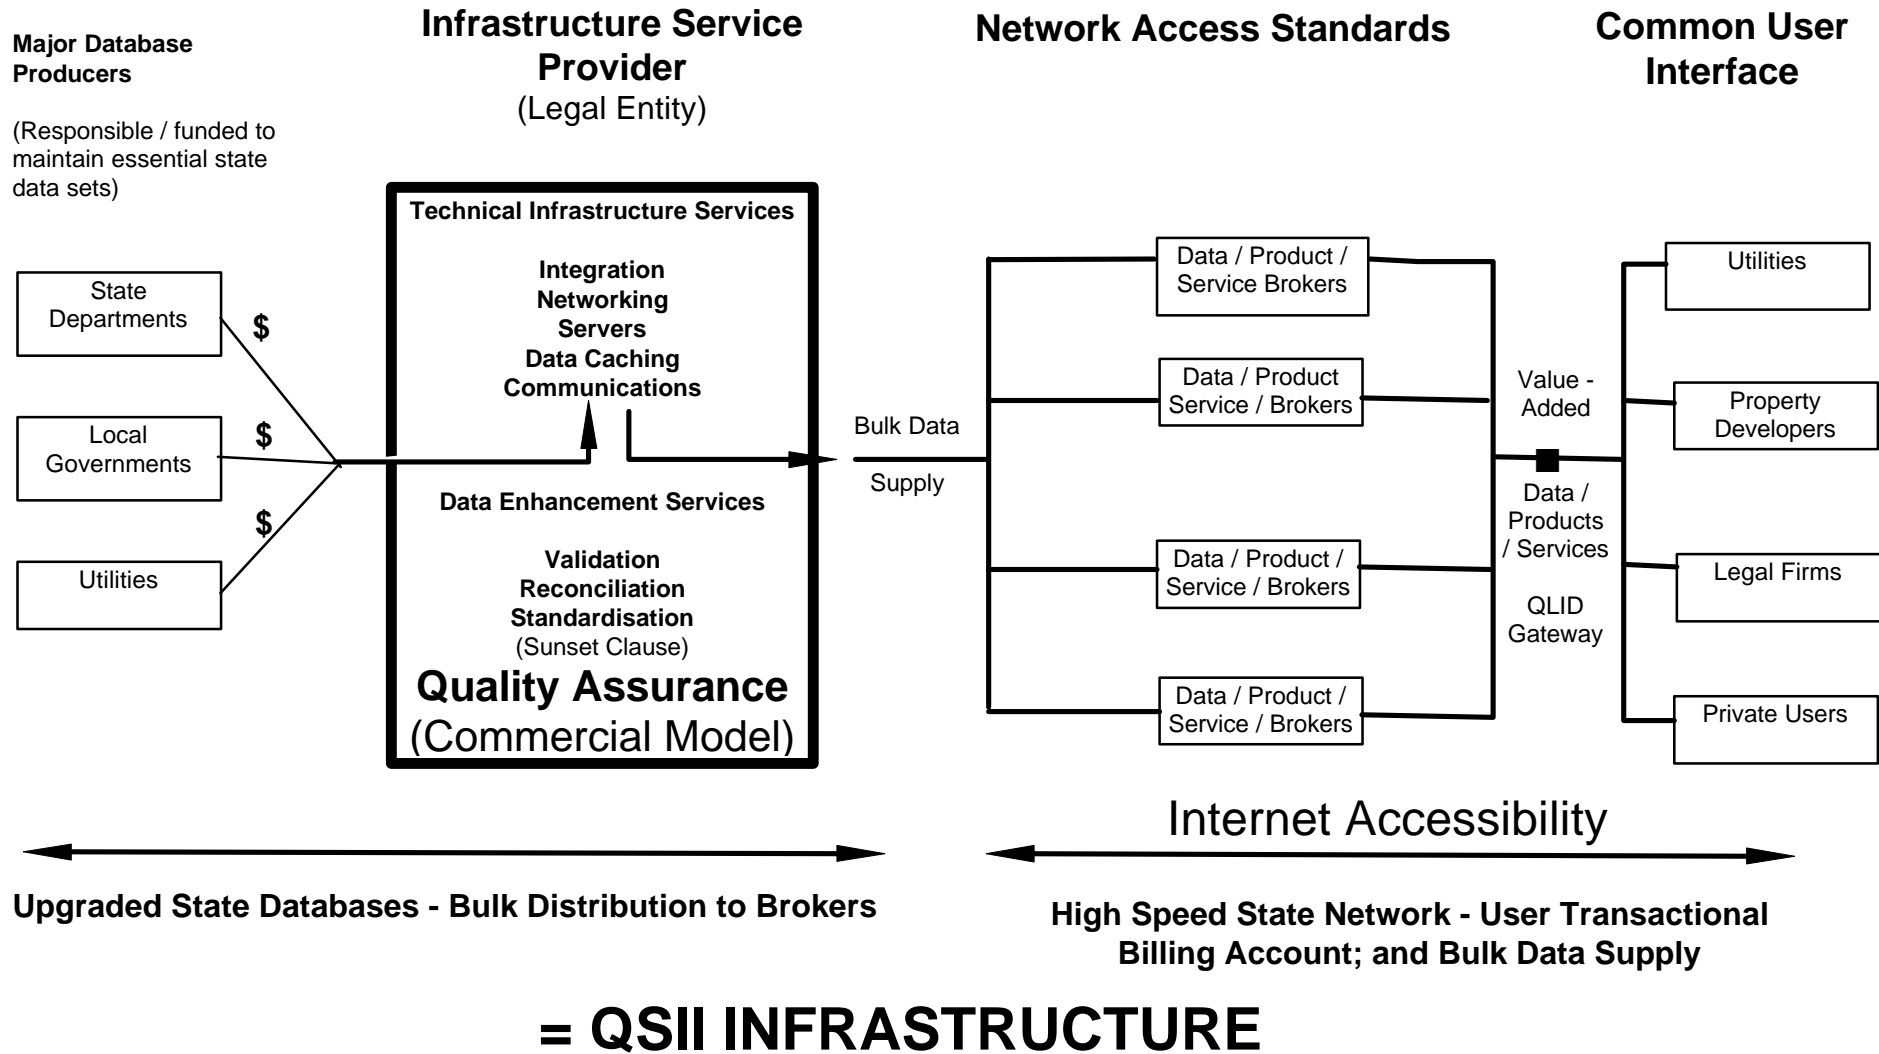 Major Database
Producers
(Responsible / funded to
maintain essential state
data sets)
Infrastructure Service
Provider
(Legal Entity)
Network Access Standards
Common User
Interface
State
Departments
$
Local
Governments
$
Utilities
$
Technical Infrastructure Services
Integration
Networking
Servers
Data Caching
Communications
Data Enhancement Services
Validation
Reconciliation
Standardisation
(Sunset Clause)
Quality Assurance
(Commercial Model)
Bulk Data
Supply
Data / Product /
Service Brokers
Data / Product
Service / Brokers
Data / Product /
Service / Brokers
Data / Product /
Service / Brokers
Value -
Added
Data /
Products
/ Services
QLID
Gateway
Utilities
Property
Developers
Legal Firms
Private Users
Internet Accessibility
Upgraded State Databases - Bulk Distribution to Brokers
High Speed State Network - User Transactional
Billing Account; and Bulk Data Supply
= QSII INFRASTRUCTURE